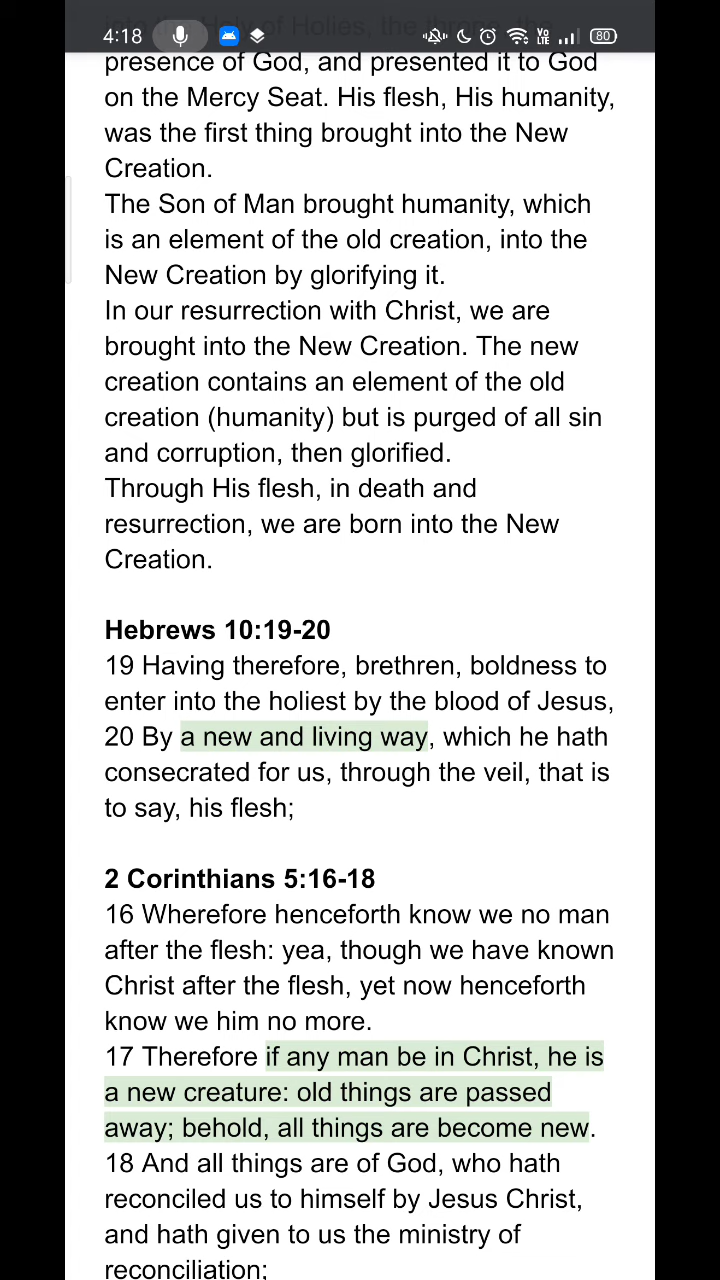 4:18
80
into the Holy of Holies, the throne, the
presence of God, and presented it to God
on the Mercy Seat. His flesh, His humanity,
was the first thing brought into the New
Creation.
The Son of Man brought humanity, which
is an element of the old creation, into the
New Creation by glorifying it.
In our resurrection with Christ, we are
brought into the New Creation. The new
creation contains an element of the old
creation (humanity) but is purged of all sin
and corruption, then glorified.
Through His flesh, in death and
resurrection, we are born into the New
Creation.
Hebrews 10:19-20
19 Having therefore, brethren, boldness to
enter into the holiest by the blood of Jesus,
20 By a new and living way, which he hath
consecrated for us, through the veil, that is
to say, his flesh;
2 Corinthians 5:16-18
16 Wherefore henceforth know we no man
after the flesh: yea, though we have known
Christ after the flesh, yet now henceforth
know we him no more.
17 Therefore if any man be in Christ, he is
a new creature: old things are passed
away; behold, all things are become new.
18 And all things are of God, who hath
reconciled us to himself by Jesus Christ,
and hath given to us the ministry of
reconciliation;